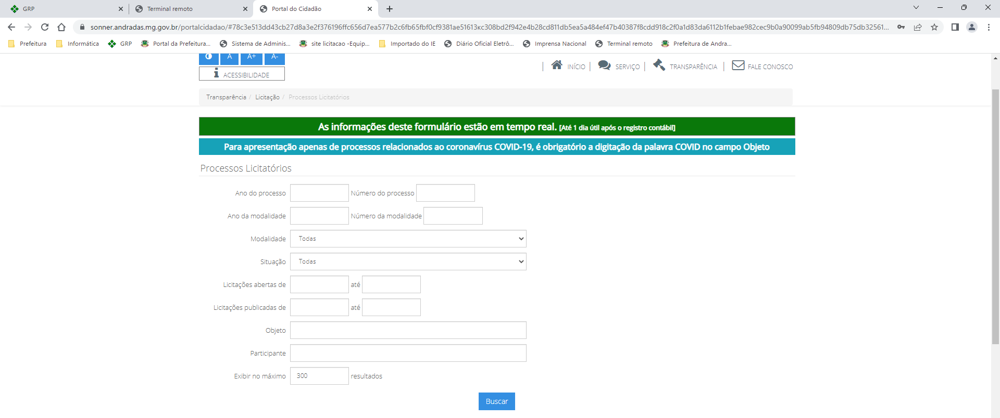 GRP
Terminal remoto
Portal do Cidadão
sonner.andradas.mg.gov.br/portalcidadao/#78c3e513dd43cb27d8a3e2f376196ffc656d7ea577b2c6fb65fbf0cf9381ae51613kc308bd2f942e4b28cd811db5ea5a484ef47b40387f8cdd918c2f0a1d83da6112b1febae982cec9b0a90099ab5fb94809db75db32561...
Prefeitura
Informática
GRP
Portal da Prefeitura...
Sistema de Adminis...
site licitacao -Equip...
Importado do IE
Diário Oficial Eletrô...
Imprensa Nacional
Terminal remoto
Prefeitura de Andra...
A A+ A-
ACESSIBILIDADE
| INÍCIO | SERVIÇO | TRANSPARÊNCIA | FALE CONOSCO
Transparência / Licitação / Processos Licitatórios
As informações deste formulário estão em tempo real. [Até 1 dia útil após o registro contábil]
Para apresentação apenas de processos relacionados ao coronavírus COVID-19, é obrigatório a digitação da palavra COVID no campo Objeto
Processos Licitatórios
Ano do processo Número do processo
Ano da modalidade Número da modalidade
Modalidade Todas
Situação Todas
Licitações abertas de até
Licitações publicadas de até
Objeto
Participante
Exibir no máximo 300 resultados
Buscar